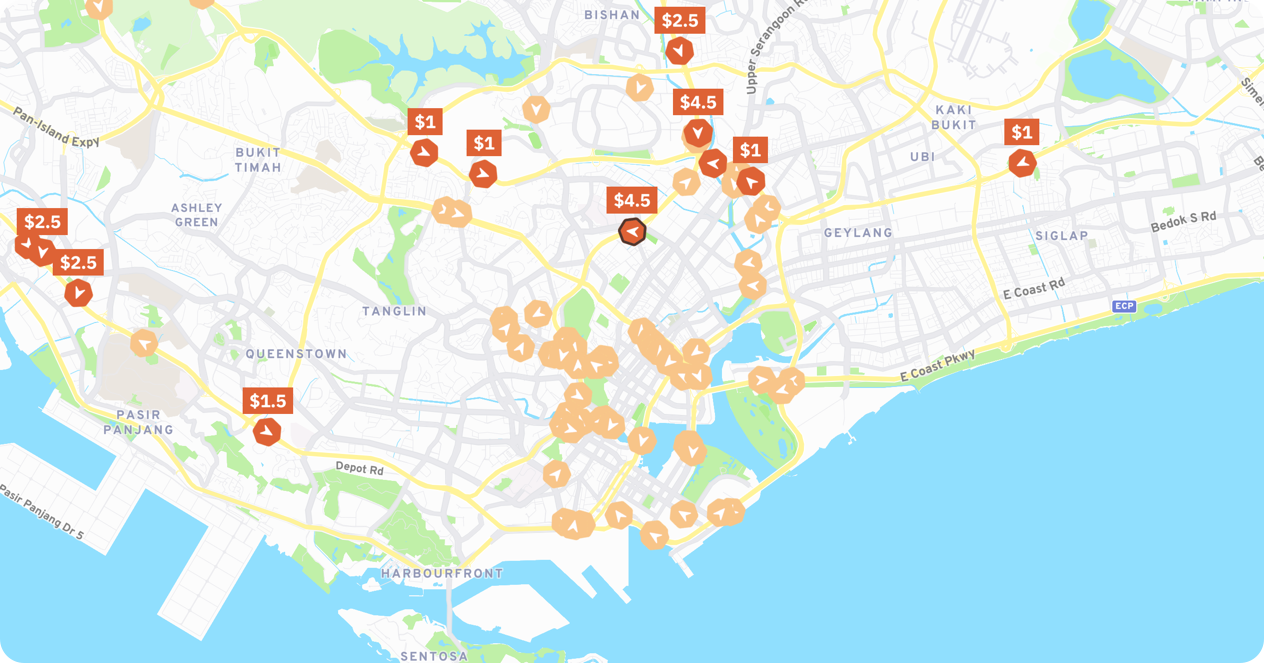 BISHAN
$2.5
Upper Serangoon R
$4.5
KAKI
BUKIT
$1
$1
$1
$1
Pan-Island Expy
BUKIT
TIMAH
UBI
Sime
ASHLEY
GREEN
$4.5
$2.5
Bedok S Rd
GEYLANG
SIGLAP
$2.5
E Coast Rd
TANGLIN
ECP
QUEENSTOWN
E Coast Pkwy
$1.5
PASIR
PANJANG
Depot Rd
Pasir Panjang Dr 5
HARBOURFRONT
SENTOSA